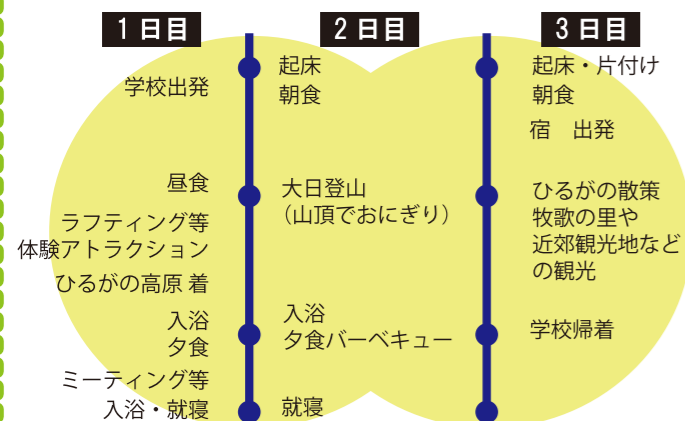 1日目
学校出発
昼食
ラフティング等
体験アトラクション
ひるがの高原 着
入浴
夕食
ミーティング等
入浴・就寝
2日目
起床
朝食
大日登山
（山頂でおにぎり）
入浴
夕食バーベキュー
就寝
3日目
起床・片付け
朝食
宿　出発
ひるがの散策
牧歌の里や
近郊観光地など
の観光
学校帰着